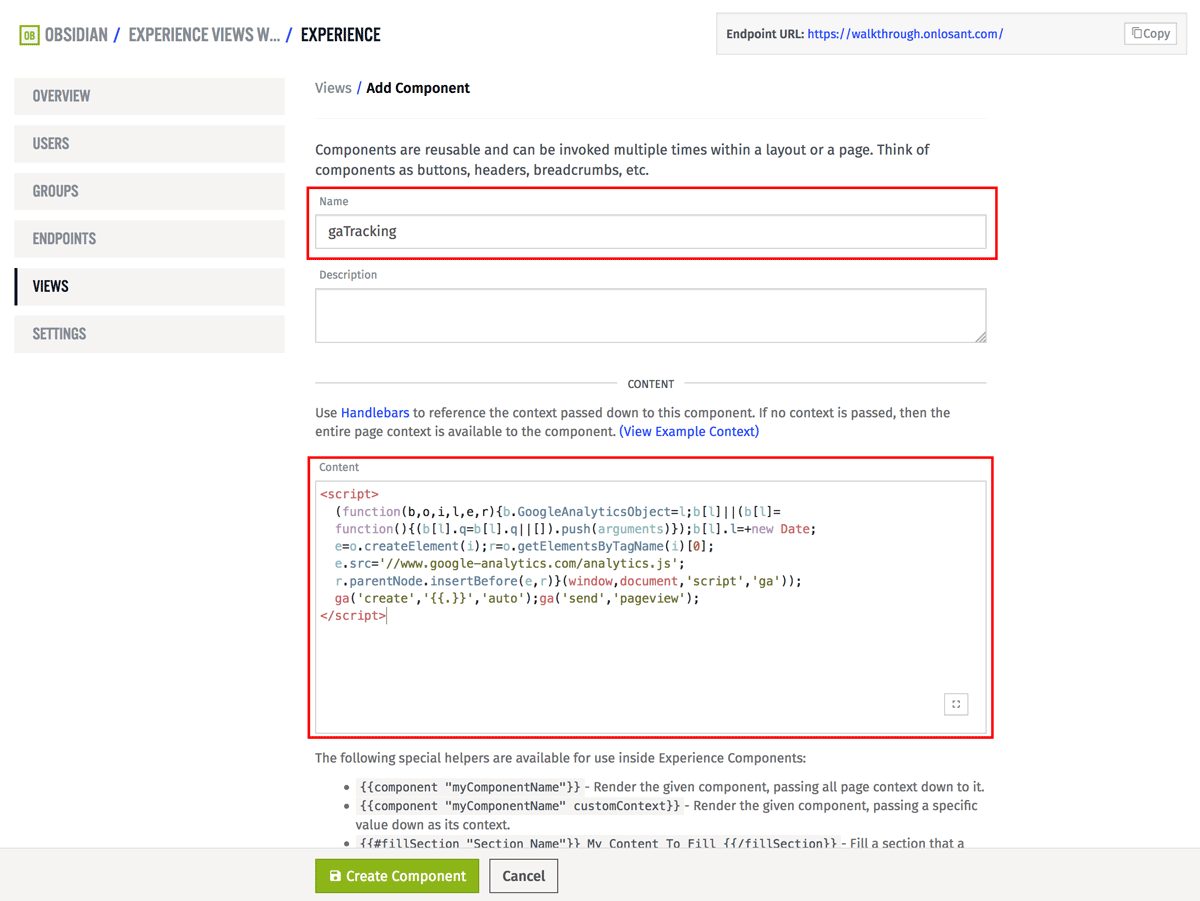 OB OBSIDIAN / EXPERIENCE VIEWS W... / EXPERIENCE
Endpoint URL: https://walkthrough.onlosant.com/
Copy
OVERVIEW
USERS
GROUPS
ENDPOINTS
VIEWS
SETTINGS
Views / Add Component
Components are reusable and can be invoked multiple times within a layout or a page. Think of
components as buttons, headers, breadcrumbs, etc.
Name
gaTracking
Description
CONTENT
Use Handlebars to reference the context passed down to this component. If no context is passed, then the
entire page context is available to the component. (View Example Context)
Content
<script>
(function(b,o,i,l,e,r){b.GoogleAnalyticsObject=l;b[l]||(b[l]=
function(){(b[l].q=b[l].q||[]).push(arguments)});b[l].l=+new Date;
e=o.createElement(i);r=o.getElementsByTagName(i)[0];
e.src='//www.google-analytics.com/analytics.js';
r.parentNode.insertBefore(e,r)}(window,document,'script','ga'));
ga('create','{{.}}','auto');ga('send','pageview');
</script>
The following special helpers are available for use inside Experience Components:
• {{component "myComponentName"}} - Render the given component, passing all page context down to it.
• {{component "myComponentName" customContext}} - Render the given component, passing a specific
value down as its context.
• {{#fillSection "Section Name"}} My Content To Fill {{/fillSection}} - Fill a section that a
Create Component
Cancel